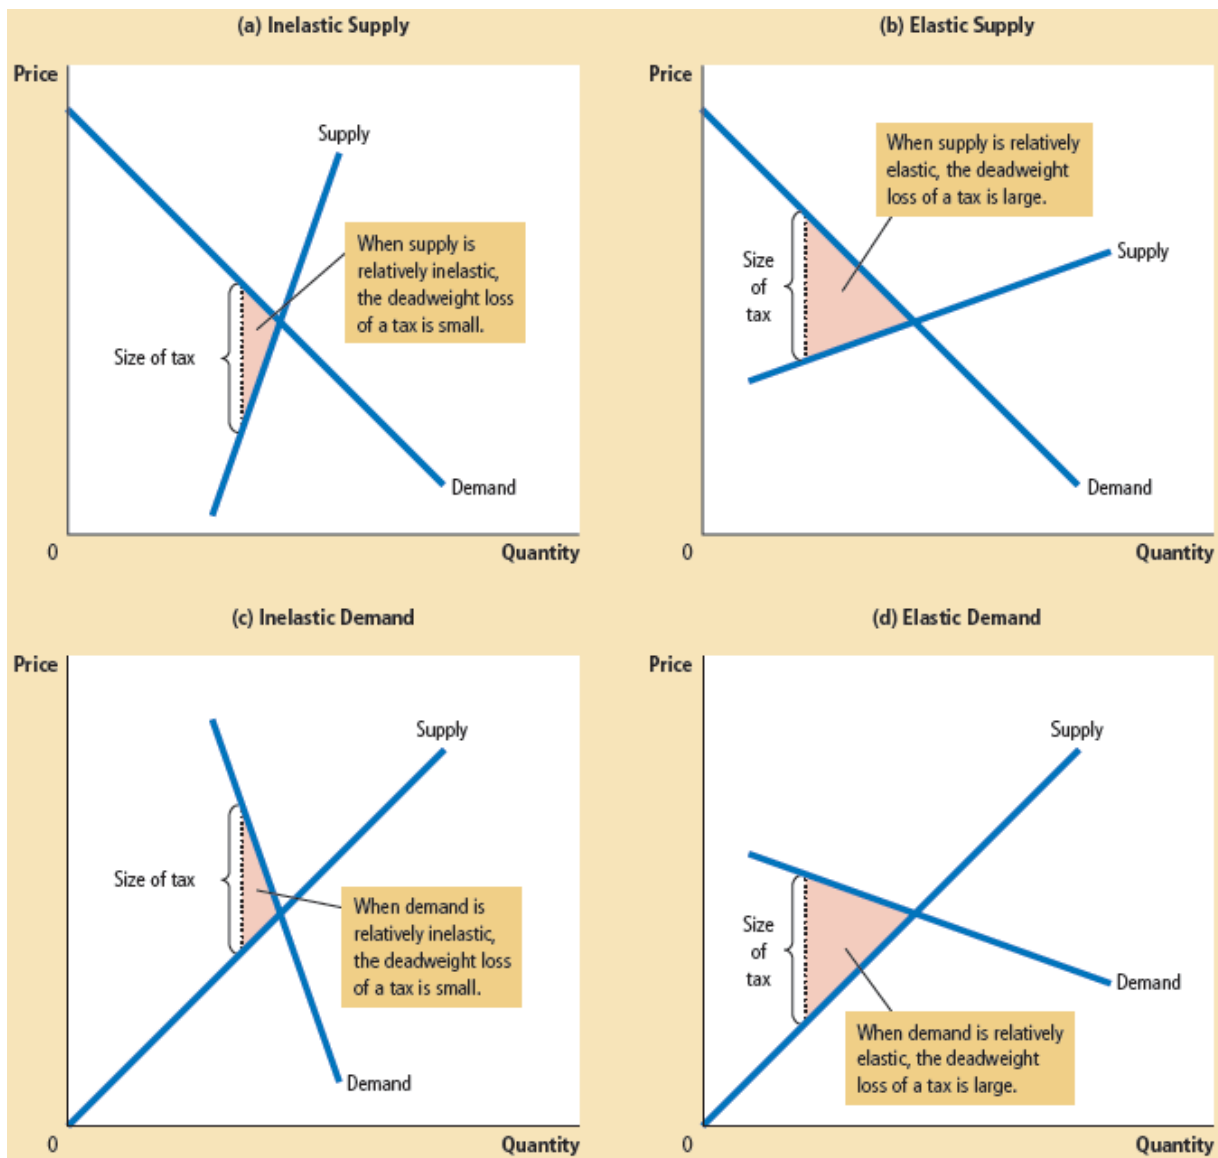 (a) Inelastic Supply
Price
Supply
When supply is
relatively inelastic,
the deadweight loss
of a tax is small.
Size of tax
Demand
0
Quantity
(b) Elastic Supply
Price
When supply is relatively
elastic, the deadweight
loss of a tax is large.
Supply
Size
of
tax
Demand
0
Quantity
(c) Inelastic Demand
Price
Supply
Size of tax
When demand is
relatively inelastic,
the deadweight loss
of a tax is small.
Demand
0
Quantity
(d) Elastic Demand
Price
Supply
Size
of
tax
Demand
When demand is relatively
elastic, the deadweight
loss of a tax is large.
0
Quantity